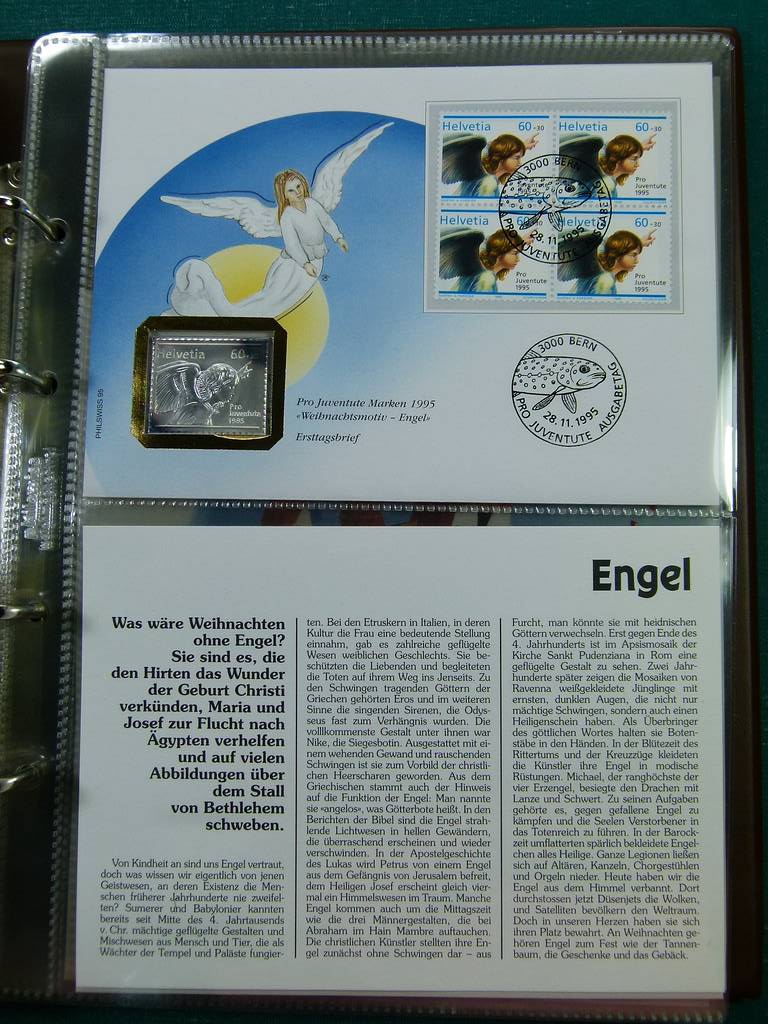 Helvetia 60+30
Helvetia 60+30
Pro
Juventute
1995
Helvetia 60+30
Pro
Juventute
1995
Helvetia 60+30
Pro
Juventute
1995
3000 BERN
28.11.1995
PRO JUVENTUTE AUSGABETAG
Helvetia 60
Pro
Juventute
1995
PHILSWISS 95
Pro Juventute Marken 1995
«Weihnachtsmotiv – Engel»
Ersttagsbrief
3000 BERN
28.11.1995
PRO JUVENTUTE AUSGABETAG
Engel
Was wäre Weihnachten
ohne Engel?
Sie sind es, die
den Hirten das Wunder
der Geburt Christi
verkünden, Maria und
Josef zur Flucht nach
Ägypten verhelfen
und auf vielen
Abbildungen über
dem Stall
von Bethlehem
schweben.
Von Kindheit an sind uns Engel vertraut,
doch was wissen wir eigentlich von jenen
Geistwesen, an deren Existenz die Men-
schen früherer Jahrhunderte nie zweifel-
ten? Sumerer und Babylonier kannten
bereits seit Mitte des 4. Jahrtausends
v. Chr. mächtige geflügelte Gestalten und
Mischwesen aus Mensch und Tier, die als
Wächter der Tempel und Paläste fungier-
ten. Bei den Etruskern in Italien, in deren
Kultur die Frau eine bedeutende Stellung
einnahm, gab es zahlreiche geflügelte
Wesen weiblichen Geschlechts. Sie be-
schützten die Liebenden und begleiteten
die Toten auf ihrem Weg ins Jenseits. Zu
den Schwingen tragenden Göttern der
Griechen gehörten Eros und im weiteren
Sinne die singenden Sirenen, die Odys-
seus fast zum Verhängnis wurden. Die
volllkommenste Gestalt unter ihnen war
Nike, die Siegesbotin. Ausgestattet mit ei-
nem wehenden Gewand und rauschenden
Schwingen ist sie zum Vorbild der christli-
chen Heerscharen geworden. Aus dem
Griechischen stammt auch der Hinweis
auf die Funktion der Engel: Man nannte
sie «angelos», was Götterbote heißt. In den
Berichten der Bibel sind die Engel strah-
lende Lichtwesen in hellen Gewändern,
die überraschend erscheinen und wieder
verschwinden. In der Apostelgeschichte
des Lukas wird Petrus von einem Engel
aus dem Gefängnis von Jerusalem befreit,
dem Heiligen Josef erscheint gleich vier-
mal ein Himmelswesen im Traum. Manche
Engel kommen auch um die Mittagszeit
wie die drei Männergestalten, die bei
Abraham im Hain Mambre auftauchen.
Die christlichen Künstler stellten ihre En-
gel zunächst ohne Schwingen dar – aus
Furcht, man könnte sie mit heidnischen
Göttern verwechseln. Erst gegen Ende des
4. Jahrhunderts ist im Apsismosaik der
Kirche Sankt Pudenziana in Rom eine
geflügelte Gestalt zu sehen. Zwei Jahr-
hunderte später zeigen die Mosaiken von
Ravenna weißgekleidete Jünglinge mit
ernsten, dunklen Augen, die nicht nur
mächtige Schwingen, sondern auch einen
Heiligenschein haben. Als Überbringer
des göttlichen Wortes halten sie Boten-
stäbe in den Händen. In der Blütezeit des
Rittertums und der Kreuzzüge kleideten
die Künstler ihre Engel in modische
Rüstungen. Michael, der ranghöchste der
vier Erzengel, besiegte den Drachen mit
Lanze und Schwert. Zu seinen Aufgaben
gehörte es, gegen gefallene Engel zu
kämpfen und die Seelen Verstorbener in
das Totenreich zu führen. In der Barock-
zeit umflatterten spärlich bekleidete Engel-
chen alles Heilige. Ganze Legionen ließen
sich auf Altären, Kanzeln, Chorgestühlen
und Orgeln nieder. Heute haben wir die
Engel aus dem Himmel verbannt. Dort
durchstossen jetzt Düsenjets die Wolken,
und Satelliten bevölkern den Weltraum.
Doch in unseren Herzen haben sie sich
ihren Platz bewahrt. An Weihnachten ge-
hören Engel zum Fest wie der Tannen-
baum, die Geschenke und das Gebäck.